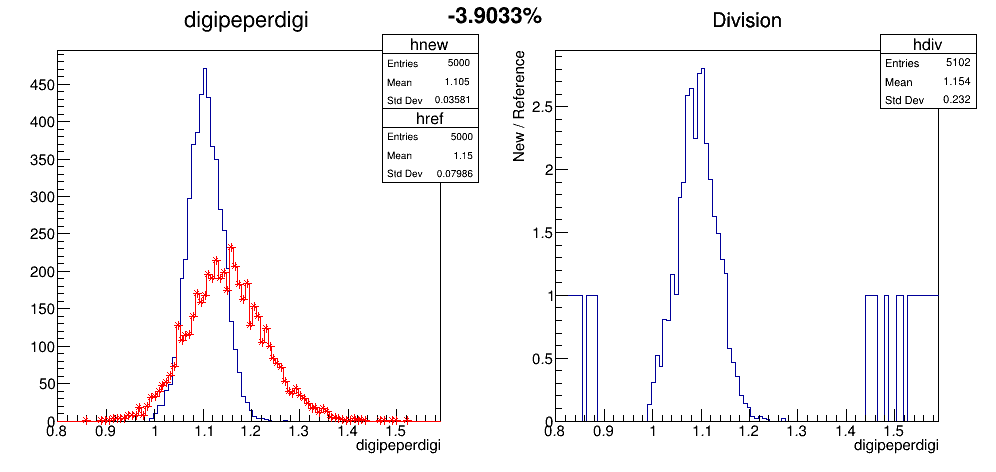 -3.9033%
digipeperdigi
hnew
Entries 5000
Mean 1.105
Std Dev 0.03581
href
Entries 5000
Mean 1.15
Std Dev 0.07986
450
400
350
300
250
200
150
100
50
0
0.8 0.9 1 1.1 1.2 1.3 1.4 1.5
digipeperdigi
Division
hdiv
Entries 5102
Mean 1.154
Std Dev 0.232
New / Reference
2.5
2
1.5
1
0.5
0
0.8 0.9 1 1.1 1.2 1.3 1.4 1.5
digipeperdigi